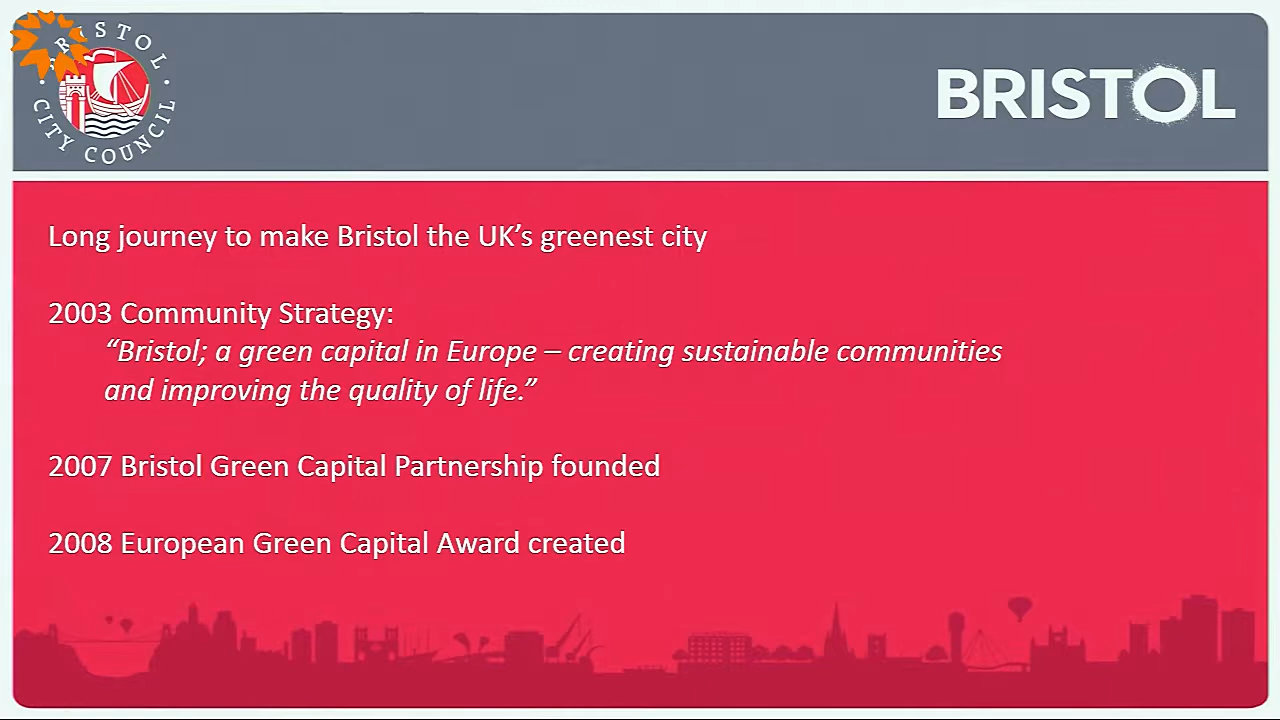 BRISTOL
CITY COUNCIL
BRISTOL
Long journey to make Bristol the UK’s greenest city
2003 Community Strategy:
“Bristol; a green capital in Europe – creating sustainable communities
and improving the quality of life.”
2007 Bristol Green Capital Partnership founded
2008 European Green Capital Award created